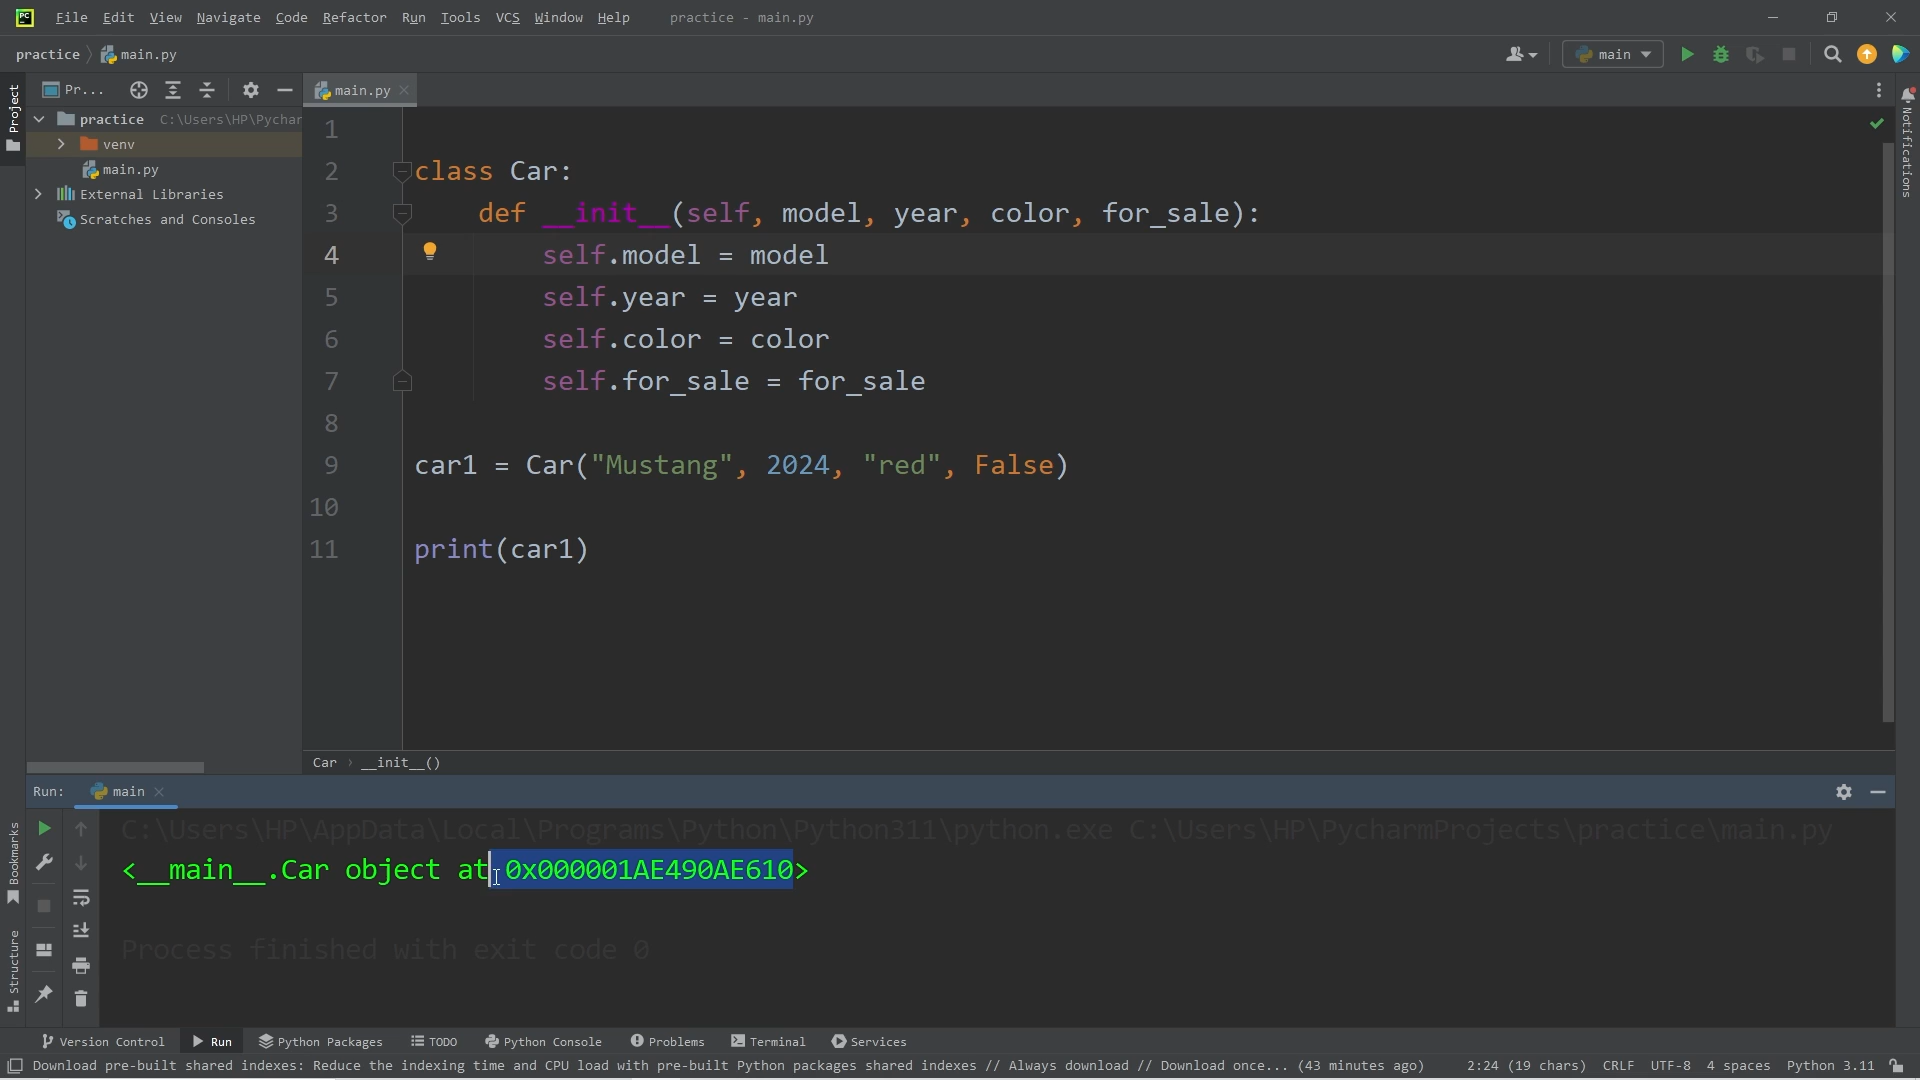 PC
File Edit View Navigate Code Refactor Run Tools VCS Window Help practice - main.py
practice main.py
main
Project
Pr...
main.py
Notifications
practice C:\Users\HP\Pychar
venv
main.py
External Libraries
Scratches and Consoles
1
2 class Car:
3 def __init__(self, model, year, color, for_sale):
4 self.model = model
5 self.year = year
6 self.color = color
7 self.for_sale = for_sale
8
9 car1 = Car("Mustang", 2024, "red", False)
10
11 print(car1)
Car __init__()
Run: main
C:\Users\HP\AppData\Local\Programs\Python\Python311\python.exe C:\Users\HP\PycharmProjects\practice\main.py
<__main__.Car object at 0x000001AE490AE610>
Process finished with exit code 0
Bookmarks
Structure
Version Control Run Python Packages TODO Python Console Problems Terminal Services
Download pre-built shared indexes: Reduce the indexing time and CPU load with pre-built Python packages shared indexes // Always download // Download once... (43 minutes ago) 2:24 (19 chars) CRLF UTF-8 4 spaces Python 3.11